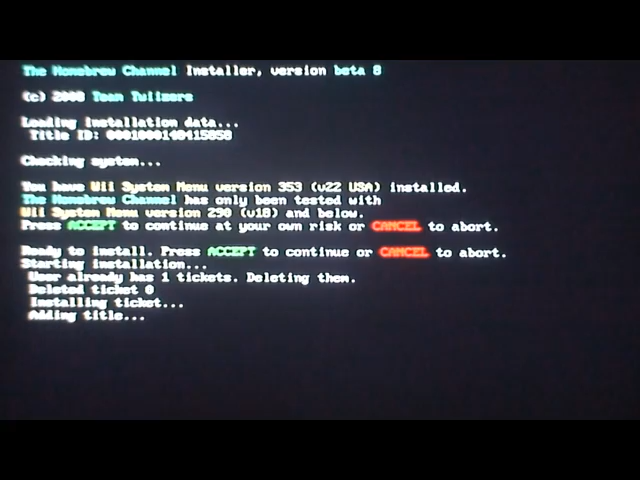 The Homebrew Channel Installer, version beta 8
(c) 2008 Team Twiizers
Loading installation data...
Title ID: 0001000148415858
Checking system...
You have Wii System Menu version 353 (v22 USA) installed.
The Homebrew Channel has only been tested with
Wii System Menu version 290 (v18) and below.
Press ACCEPT to continue at your own risk or CANCEL to abort.
Ready to install. Press ACCEPT to continue or CANCEL to abort.
Starting installation...
User already has 1 tickets. Deleting them.
Deleted ticket 0
Installing ticket...
Adding title...